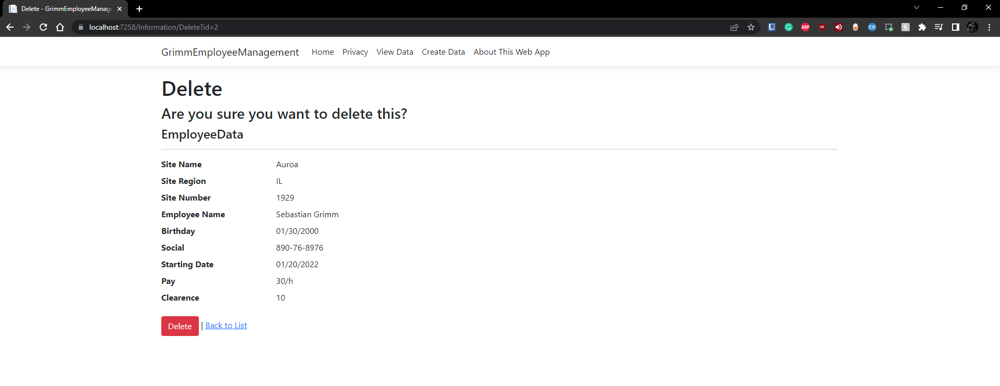 Delete - GrimmEmployeeManage
localhost:7258/Information/Delete?id=2
GrimmEmployeeManagement Home Privacy View Data Create Data About This Web App
Delete
Are you sure you want to delete this?
EmployeeData
Site Name Auroa
Site Region IL
Site Number 1929
Employee Name Sebastian Grimm
Birthday 01/30/2000
Social 890-76-8976
Starting Date 01/20/2022
Pay 30/h
Clearence 10
Delete | Back to List